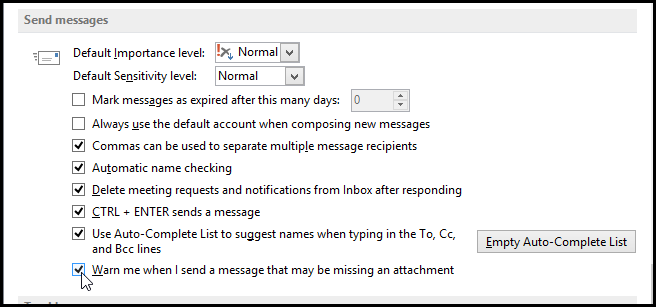 Send messages
Default Importance level: Normal
Default Sensitivity level: Normal
Mark messages as expired after this many days: 0
Always use the default account when composing new messages
Commas can be used to separate multiple message recipients
Automatic name checking
Delete meeting requests and notifications from Inbox after responding
CTRL + ENTER sends a message
Use Auto-Complete List to suggest names when typing in the To, Cc,
and Bcc lines
Empty Auto-Complete List
Warn me when I send a message that may be missing an attachment